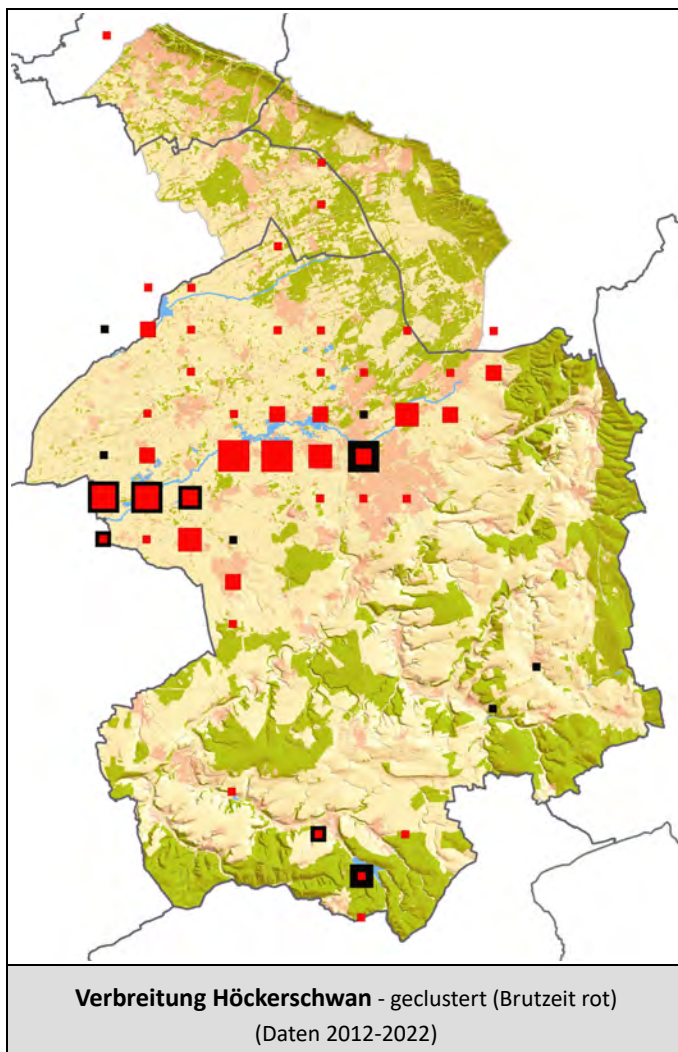 Verbreitung Höckerschwan - geclustert (Brutzeit rot)
(Daten 2012-2022)